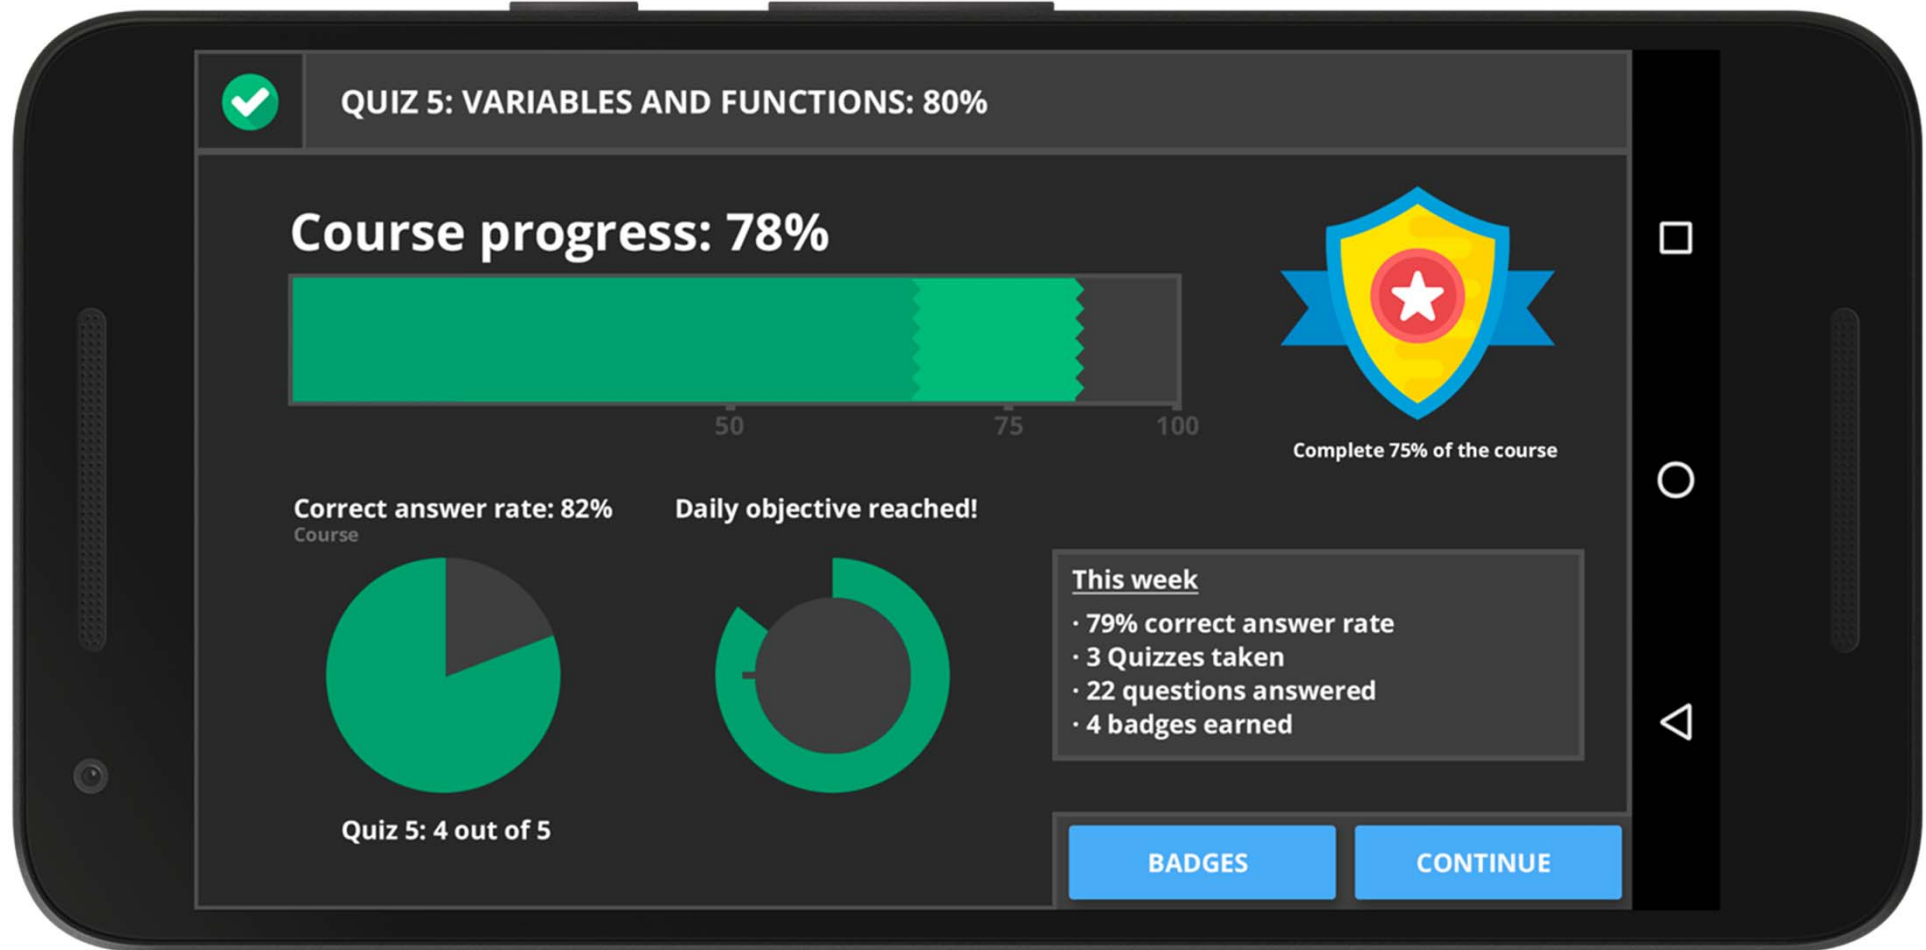 QUIZ 5: VARIABLES AND FUNCTIONS: 80%
Course progress: 78%
50 75 100
Complete 75% of the course
Correct answer rate: 82%
Course
Quiz 5: 4 out of 5
Daily objective reached!
This week
· 79% correct answer rate
· 3 Quizzes taken
· 22 questions answered
· 4 badges earned
BADGES
CONTINUE